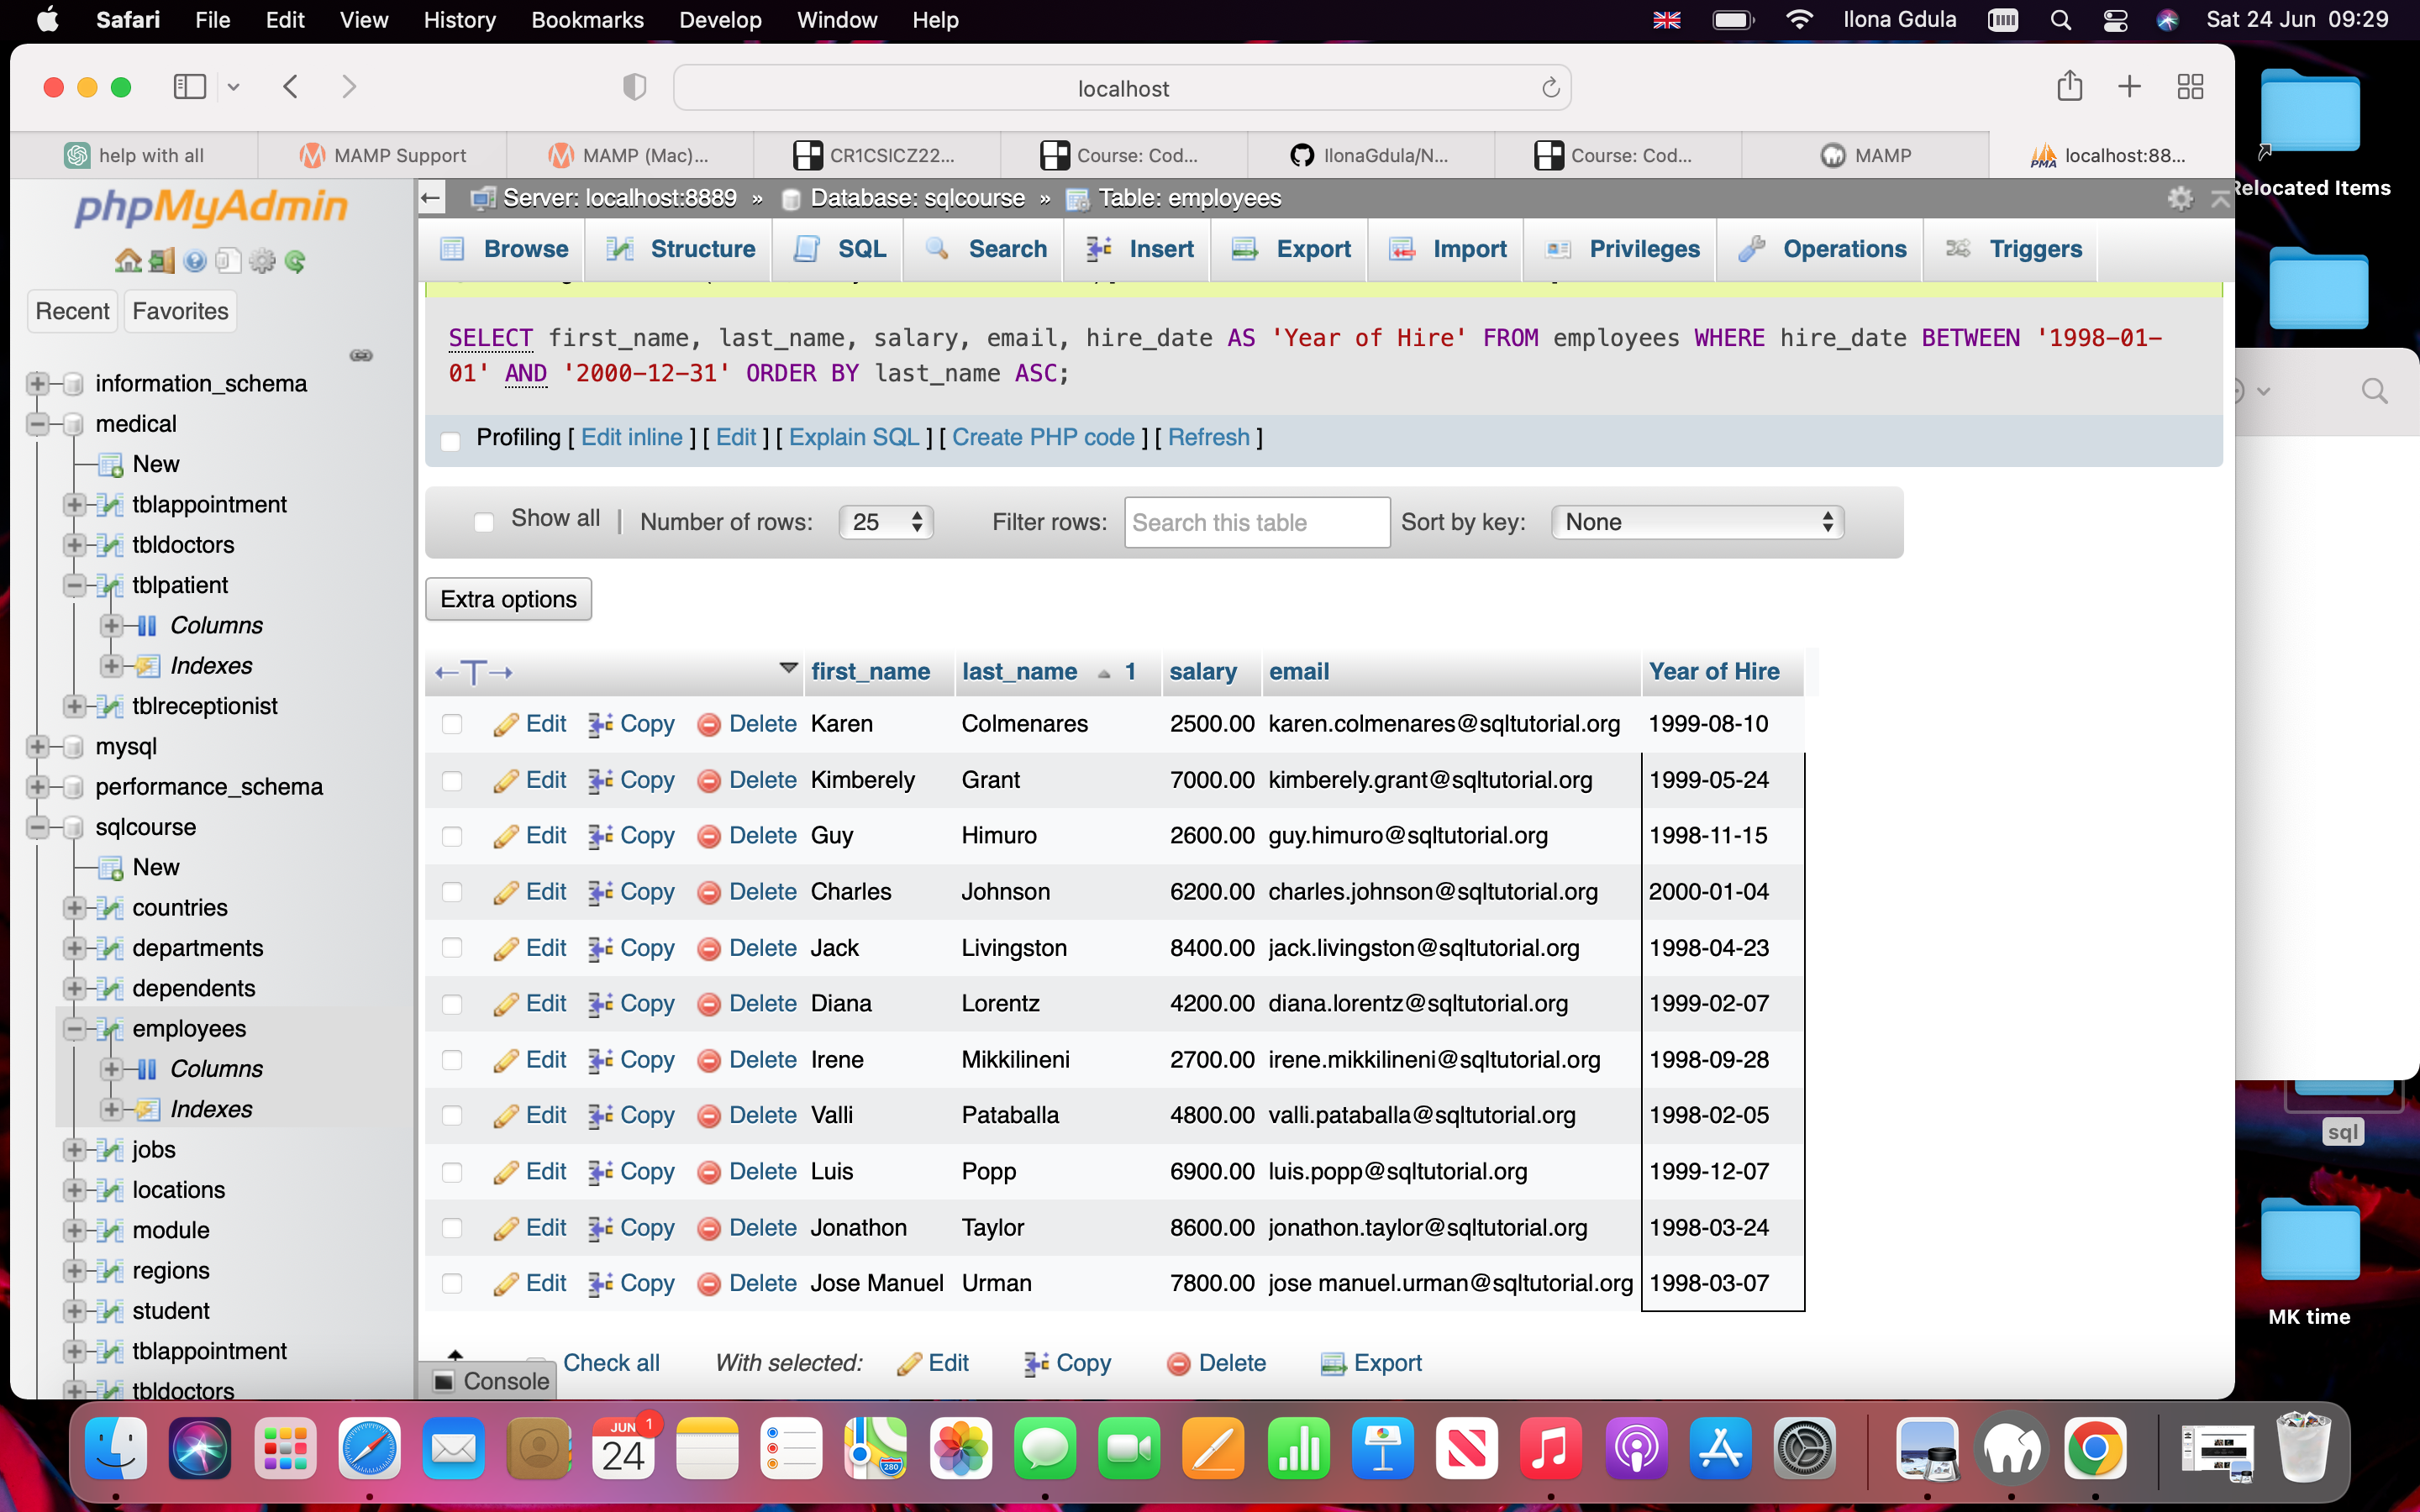 Safari File Edit View History Bookmarks Develop Window Help Ilona Gdula Sat 24 Jun 09:29
localhost
help with all MAMP Support MAMP (Mac)... CR1CSICZ22... Course: Cod... IlonaGdula/N... Course: Cod... MAMP PMA localhost:88...
Relocated Items
phpMyAdmin
Recent Favorites
information_schema
medical
New
tblappointment
tbldoctors
tblpatient
Columns
Indexes
tblreceptionist
mysql
performance_schema
sqlcourse
New
countries
departments
dependents
employees
Columns
Indexes
jobs
locations
module
regions
student
tblappointment
tbldoctors
Server: localhost:8889 » Database: sqlcourse » Table: employees
Browse Structure SQL Search Insert Export Import Privileges Operations Triggers
SELECT first_name, last_name, salary, email, hire_date AS 'Year of Hire' FROM employees WHERE hire_date BETWEEN '1998-01-
01' AND '2000-12-31' ORDER BY last_name ASC;
Profiling [ Edit inline ] [ Edit ] [ Explain SQL ] [ Create PHP code ] [ Refresh ]
Show all | Number of rows: 25 Filter rows: Search this table Sort by key: None
Extra options
←T→ first_name last_name 1 salary email Year of Hire
Edit Copy Delete Karen Colmenares 2500.00 karen.colmenares@sqltutorial.org 1999-08-10
Edit Copy Delete Kimberely Grant 7000.00 kimberely.grant@sqltutorial.org 1999-05-24
Edit Copy Delete Guy Himuro 2600.00 guy.himuro@sqltutorial.org 1998-11-15
Edit Copy Delete Charles Johnson 6200.00 charles.johnson@sqltutorial.org 2000-01-04
Edit Copy Delete Jack Livingston 8400.00 jack.livingston@sqltutorial.org 1998-04-23
Edit Copy Delete Diana Lorentz 4200.00 diana.lorentz@sqltutorial.org 1999-02-07
Edit Copy Delete Irene Mikkilineni 2700.00 irene.mikkilineni@sqltutorial.org 1998-09-28
Edit Copy Delete Valli Pataballa 4800.00 valli.pataballa@sqltutorial.org 1998-02-05
Edit Copy Delete Luis Popp 6900.00 luis.popp@sqltutorial.org 1999-12-07
Edit Copy Delete Jonathon Taylor 8600.00 jonathon.taylor@sqltutorial.org 1998-03-24
Edit Copy Delete Jose Manuel Urman 7800.00 jose manuel.urman@sqltutorial.org 1998-03-07
Check all With selected: Edit Copy Delete Export
Console
sql
MK time
JUN 1
24
280